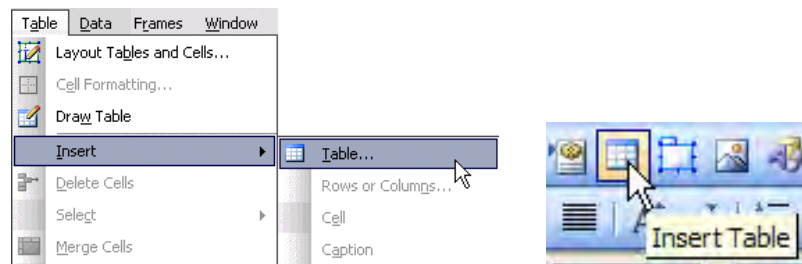 Table Data Frames Window
Layout Tables and Cells...
Cell Formatting...
Draw Table
Insert
Table...
Delete Cells
Rows or Columns...
Select
Cell
Merge Cells
Caption
Insert Table